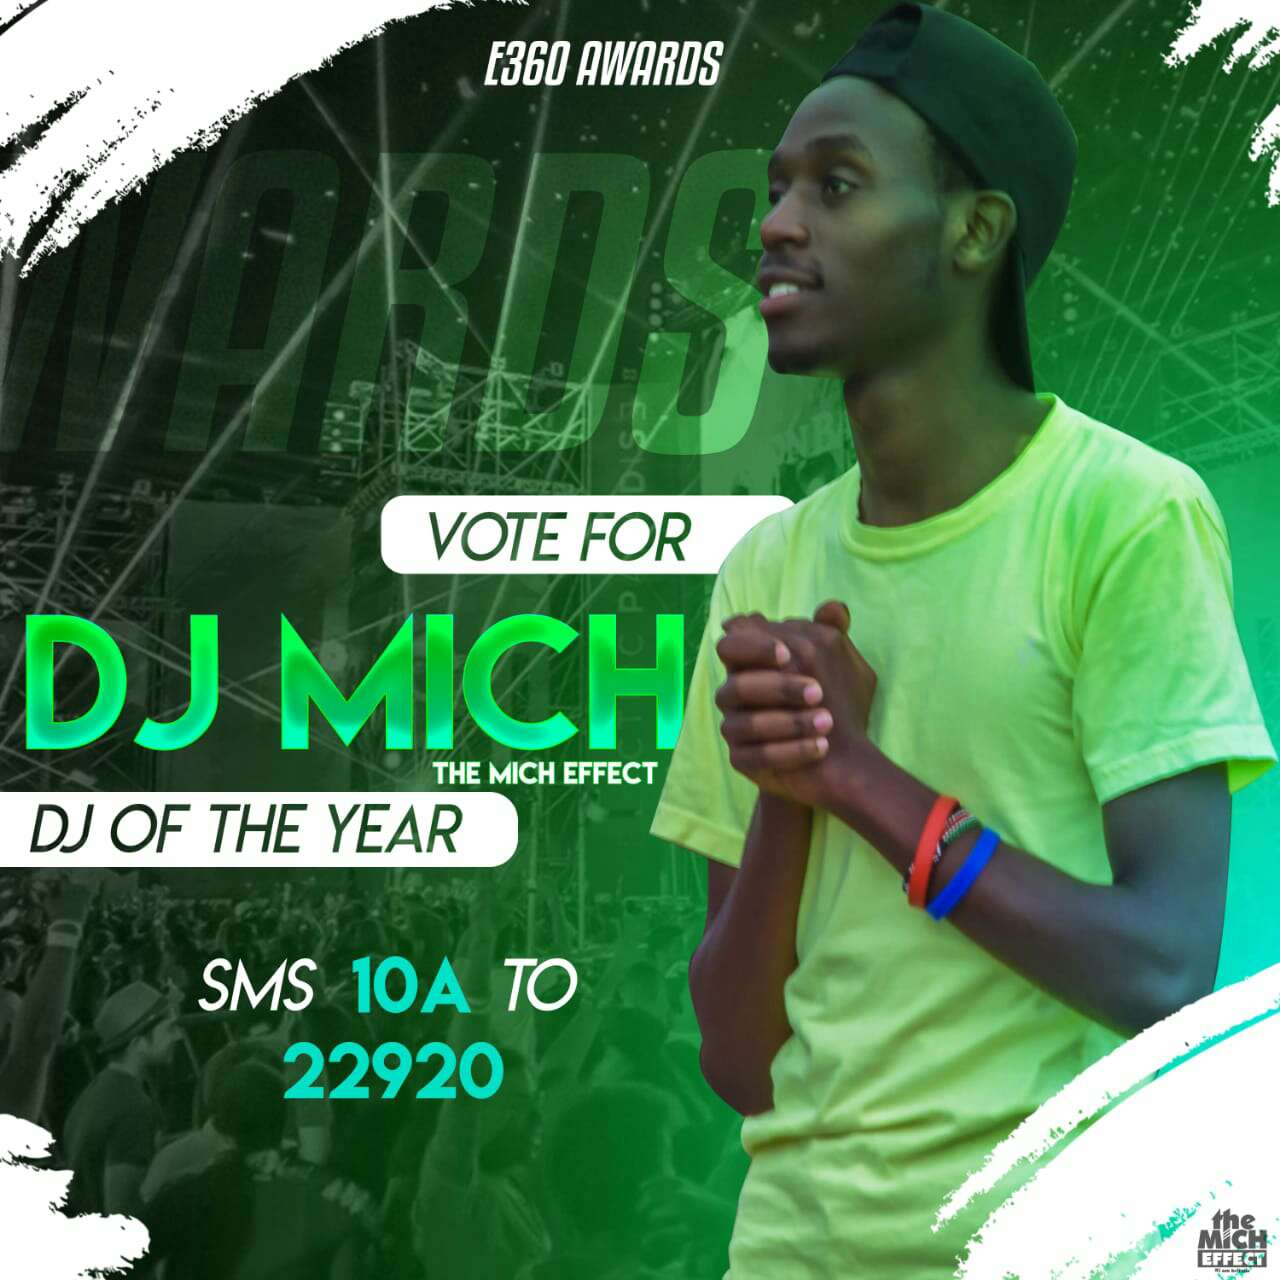 E360 AWARDS
WARDS
VOTE FOR
DJ MICH
THE MICH EFFECT
DJ OF THE YEAR
SMS 10A TO
22920
the
MICH
EFFECT